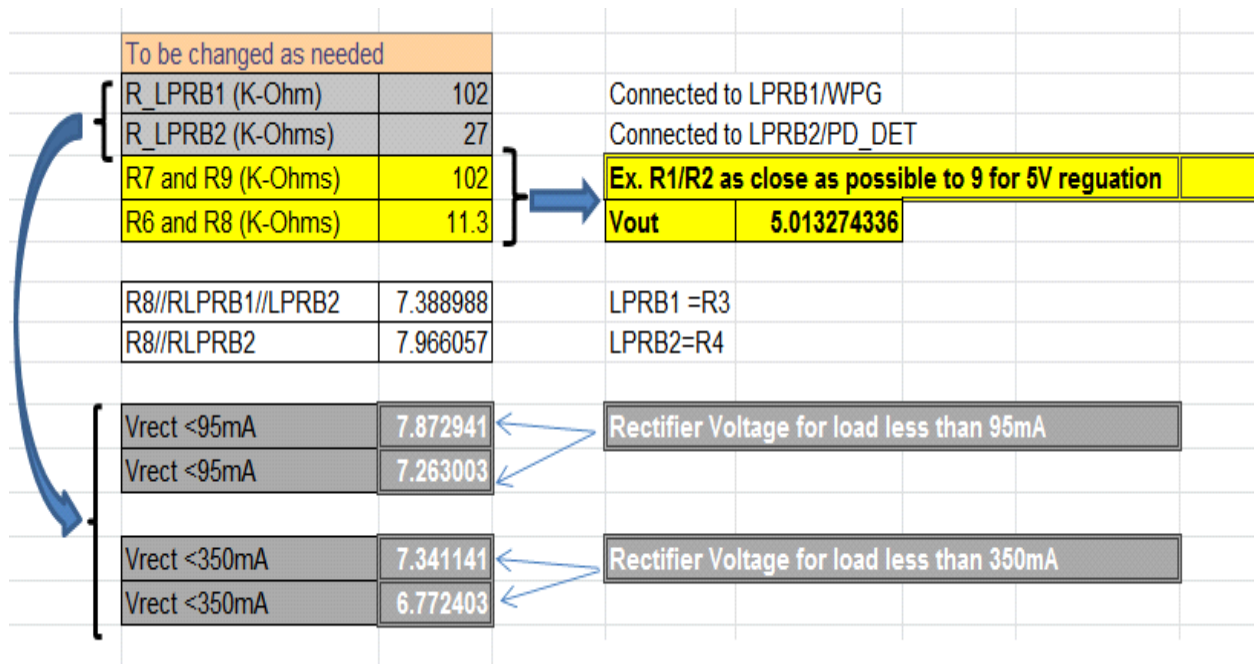 To be changed as needed
R_LPRB1 (K-Ohm) 102 Connected to LPRB1/WPG
R_LPRB2 (K-Ohms) 27 Connected to LPRB2/PD_DET
R7 and R9 (K-Ohms) 102 Ex. R1/R2 as close as possible to 9 for 5V reguation
R6 and R8 (K-Ohms) 11.3 Vout 5.013274336
R8//RLPRB1//LPRB2 7.388988 LPRB1 =R3
R8//RLPRB2 7.966057 LPRB2=R4
Vrect <95mA 7.872941 Rectifier Voltage for load less than 95mA
Vrect <95mA 7.263003
Vrect <350mA 7.341141 Rectifier Voltage for load less than 350mA
Vrect <350mA 6.772403